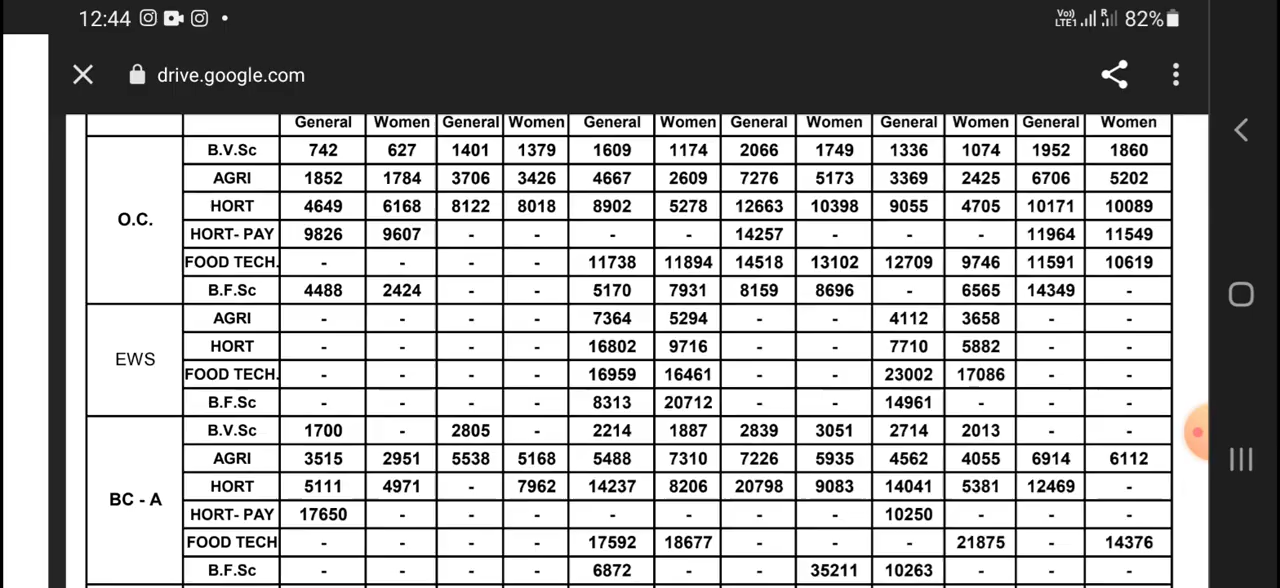 12:44 Vo)) LTE1 R 82%
drive.google.com
General Women General Women General Women General Women General Women General Women
O.C. B.V.Sc 742 627 1401 1379 1609 1174 2066 1749 1336 1074 1952 1860
AGRI 1852 1784 3706 3426 4667 2609 7276 5173 3369 2425 6706 5202
HORT 4649 6168 8122 8018 8902 5278 12663 10398 9055 4705 10171 10089
HORT- PAY 9826 9607 - - - - 14257 - - - 11964 11549
FOOD TECH. - - - - 11738 11894 14518 13102 12709 9746 11591 10619
B.F.Sc 4488 2424 - - 5170 7931 8159 8696 - 6565 14349 -
EWS AGRI - - - - 7364 5294 - - 4112 3658 - -
HORT - - - - 16802 9716 - - 7710 5882 - -
FOOD TECH. - - - - 16959 16461 - - 23002 17086 - -
B.F.Sc - - - - 8313 20712 - - 14961 - - -
BC - A B.V.Sc 1700 - 2805 - 2214 1887 2839 3051 2714 2013 - -
AGRI 3515 2951 5538 5168 5488 7310 7226 5935 4562 4055 6914 6112
HORT 5111 4971 - 7962 14237 8206 20798 9083 14041 5381 12469 -
HORT- PAY 17650 - - - - - - - 10250 - - -
FOOD TECH - - - - 17592 18677 - - - 21875 - 14376
B.F.Sc - - - - 6872 - - 35211 10263 - - -